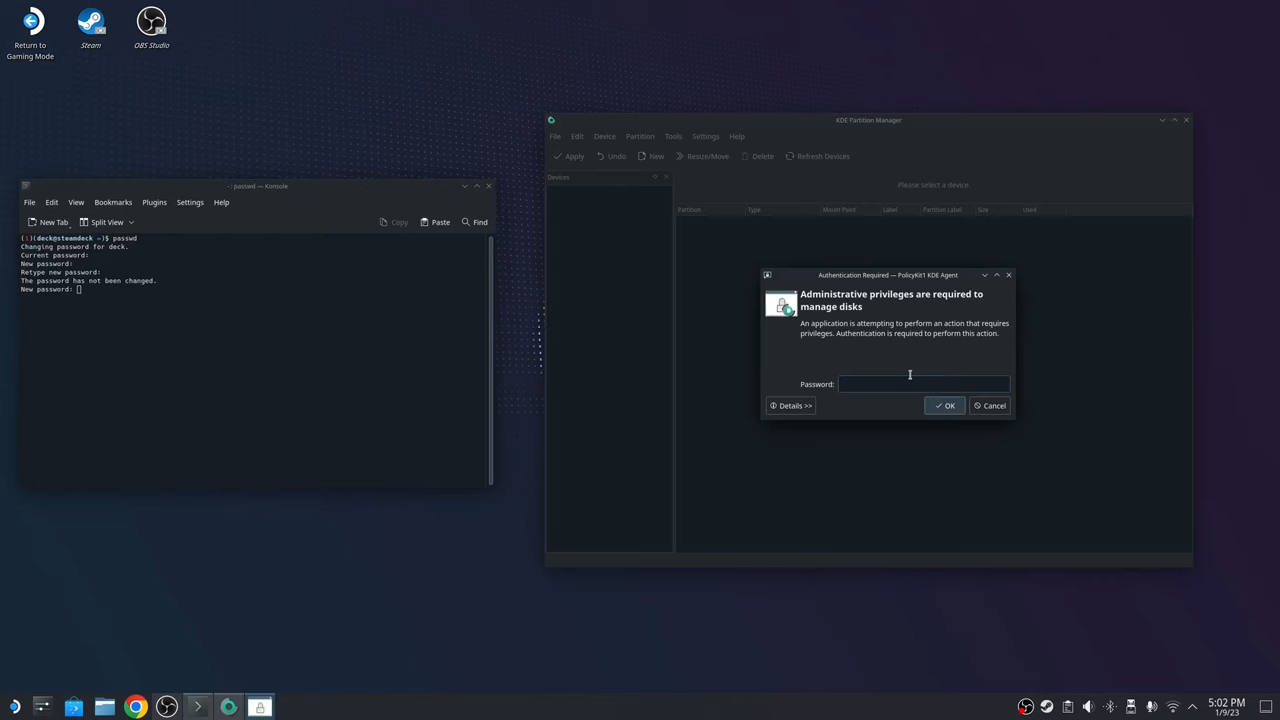 Return to
Gaming Mode
Steam
OBS Studio
~ : passwd — Konsole
File Edit View Bookmarks Plugins Settings Help
New Tab Split View Copy Paste Find
(1)(deck@steamdeck ~)$ passwd
Changing password for deck.
Current password:
New password:
Retype new password:
The password has not been changed.
New password:
KDE Partition Manager
File Edit Device Partition Tools Settings Help
Apply Undo New Resize/Move Delete Refresh Devices
Devices
Please select a device.
Partition Type Mount Point Label Partition Label Size Used
Authentication Required — PolicyKit1 KDE Agent
Administrative privileges are required to
manage disks
An application is attempting to perform an action that requires
privileges. Authentication is required to perform this action.
Password:
Details >> OK Cancel
5:02 PM
1/9/23